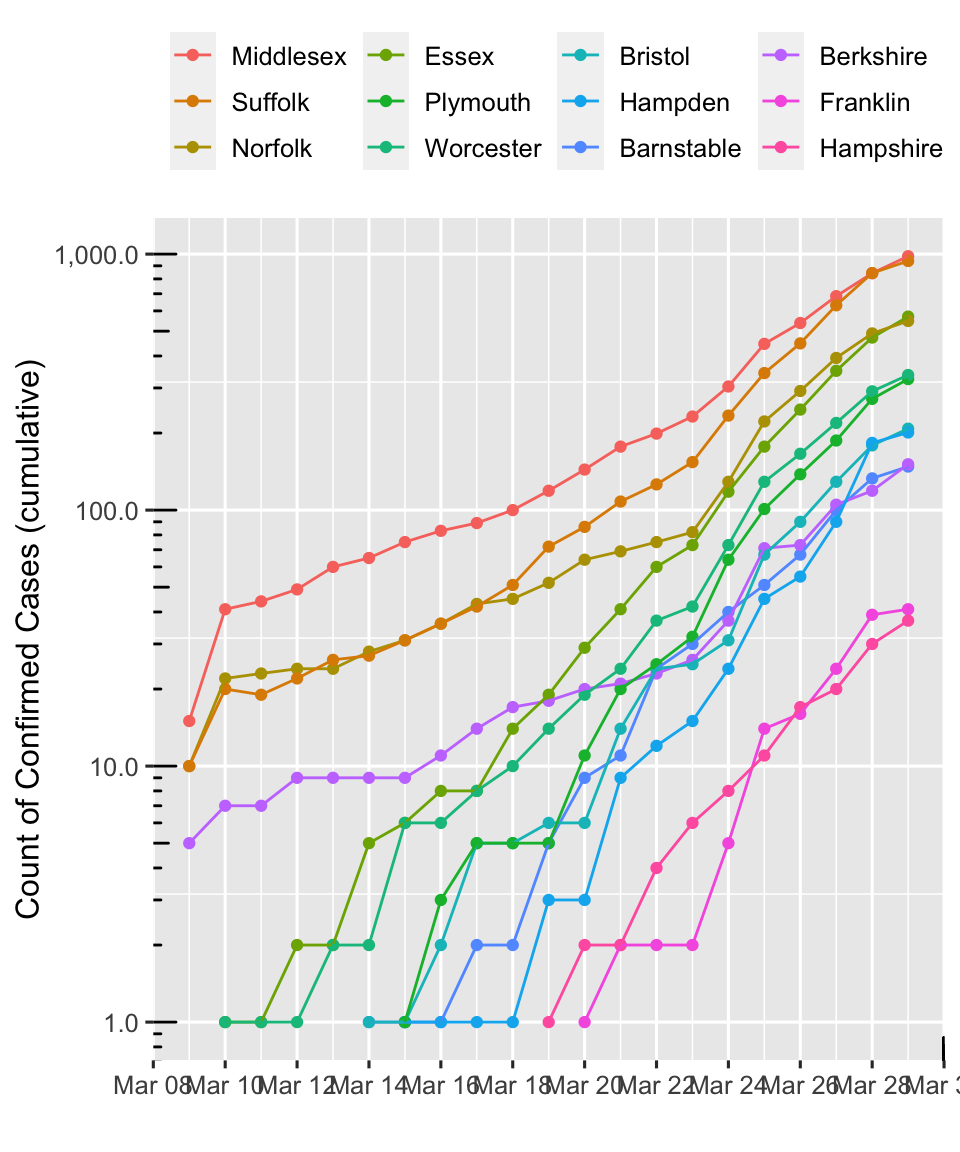 Middlesex Essex Bristol Berkshire
Suffolk Plymouth Hampden Franklin
Norfolk Worcester Barnstable Hampshire
Count of Confirmed Cases (cumulative)
1,000.0
100.0
10.0
1.0
Mar 08 Mar 10 Mar 12 Mar 14 Mar 16 Mar 18 Mar 20 Mar 22 Mar 24 Mar 26 Mar 28 Mar 3